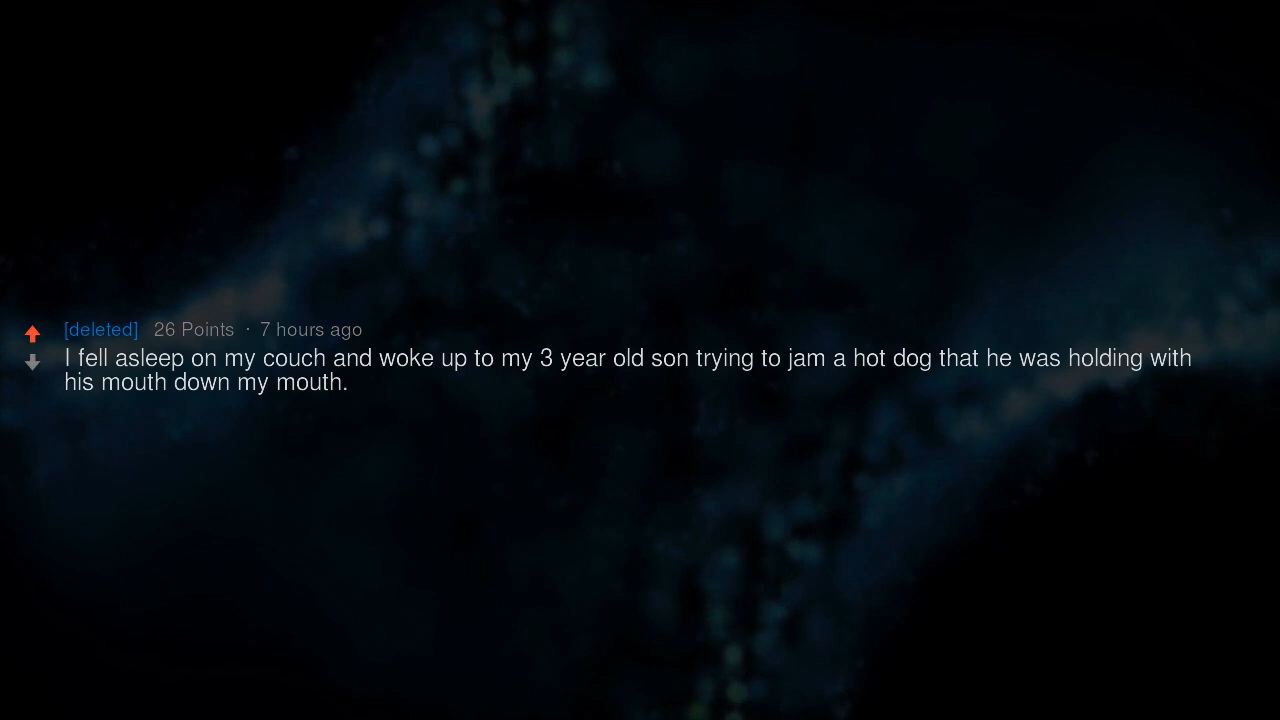 [deleted] 26 Points · 7 hours ago
I fell asleep on my couch and woke up to my 3 year old son trying to jam a hot dog that he was holding with
his mouth down my mouth.